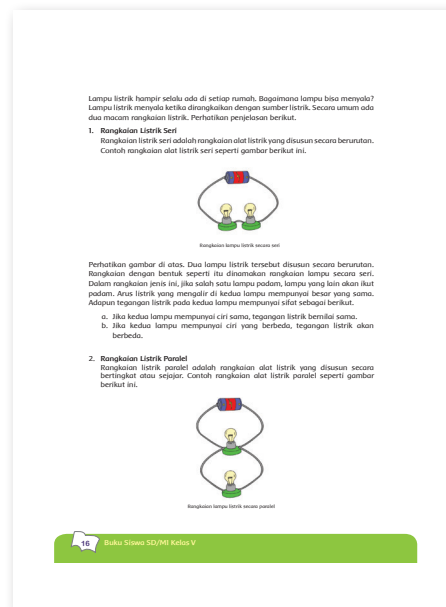 Lampu listrik hampir selalu ada di setiap rumah. Bagaimana lampu bisa menyala?
Lampu listrik menyala ketika dirangkaikan dengan sumber listrik. Secara umum ada
dua macam rangkaian listrik. Perhatikan penjelasan berikut.
1. Rangkaian Listrik Seri
Rangkaian listrik seri adalah rangkaian alat listrik yang disusun secara berurutan.
Contoh rangkaian alat listrik seri seperti gambar berikut ini.
Rangkaian lampu listrik secara seri
Perhatikan gambar di atas. Dua lampu listrik tersebut disusun secara berurutan.
Rangkaian dengan bentuk seperti itu dinamakan rangkaian lampu secara seri.
Dalam rangkaian jenis ini, jika salah satu lampu padam, lampu yang lain akan ikut
padam. Arus listrik yang mengalir di kedua lampu mempunyai besar yang sama.
Adapun tegangan listrik pada kedua lampu mempunyai sifat sebagai berikut.
a. Jika kedua lampu mempunyai ciri sama, tegangan listrik bernilai sama.
b. Jika kedua lampu mempunyai ciri yang berbeda, tegangan listrik akan
berbeda.
2. Rangkaian Listrik Paralel
Rangkaian listrik paralel adalah rangkaian alat listrik yang disusun secara
bertingkat atau sejajar. Contoh rangkaian alat listrik paralel seperti gambar
berikut ini.
Rangkaian lampu listrik secara paralel
16 Buku Siswa SD/MI Kelas V